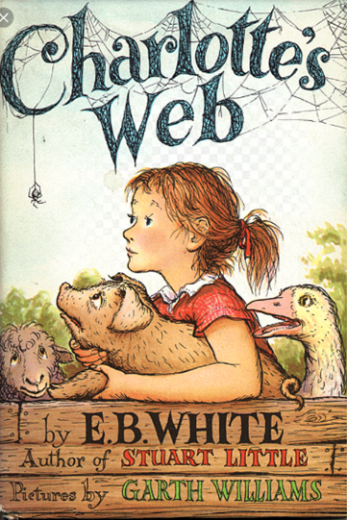 Charlotte's
Web
by E.B. WHITE
Author of STUART LITTLE
Pictures by GARTH WILLIAMS